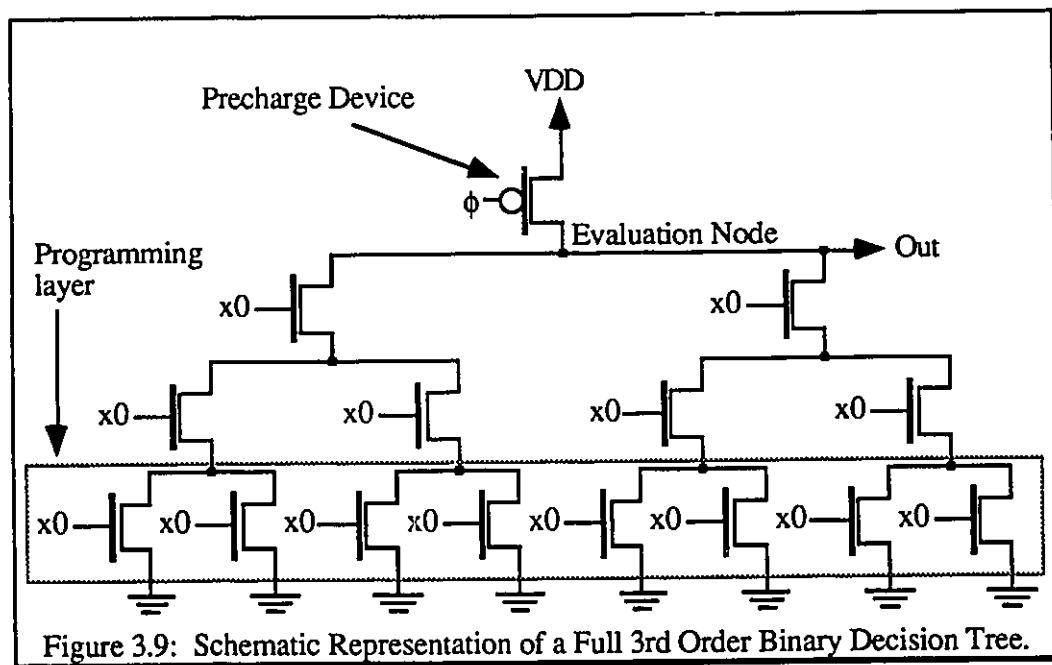 VDD
Precharge Device
ϕ
Evaluation Node
Out
Programming
layer
x0
x0
x0
x0
x0
x0
x0 x0 x0 x0 x0 x0 x0 x0
Figure 3.9: Schematic Representation of a Full 3rd Order Binary Decision Tree.